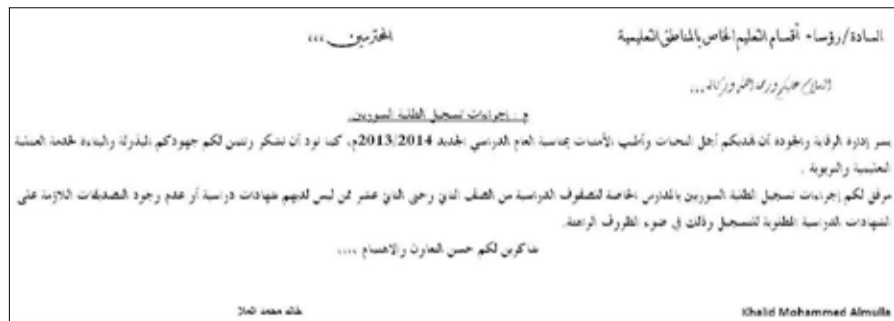 السادة/رؤساء أقسام التعليم الخاص بالمناطق التعليمية المحترمين ,,,
السلام عليكم ورحمة الله وبركاته...
م : إجراءات تسجيل الطلبة السوريين
يسر إدارة الرقابة والجودة أن تهديكم أجمل التحيات وأطيب الأمنيات بمناسبة العام الدراسي الجديد 2013/2014م، كما نود أن نشكر ونثمن لكم جهودكم المبذولة والبناءة لخدمة العملية
التعليمية والتربوية .
مرفق لكم إجراءات تسجيل الطلبة السوريين بالمدارس الخاصة للصفوف الدراسية من الصف الثاني وحتى الثاني عشر ممن ليس لديهم شهادات دراسية أو عدم وجود التصديقات اللازمة على
الشهادات الدراسية المطلوبة للتسجيل وذلك في ضوء الظروف الراهنة.
شاكرين لكم حسن التعاون والاهتمام ....
خالد محمد الملا Khalid Mohammed Almulla